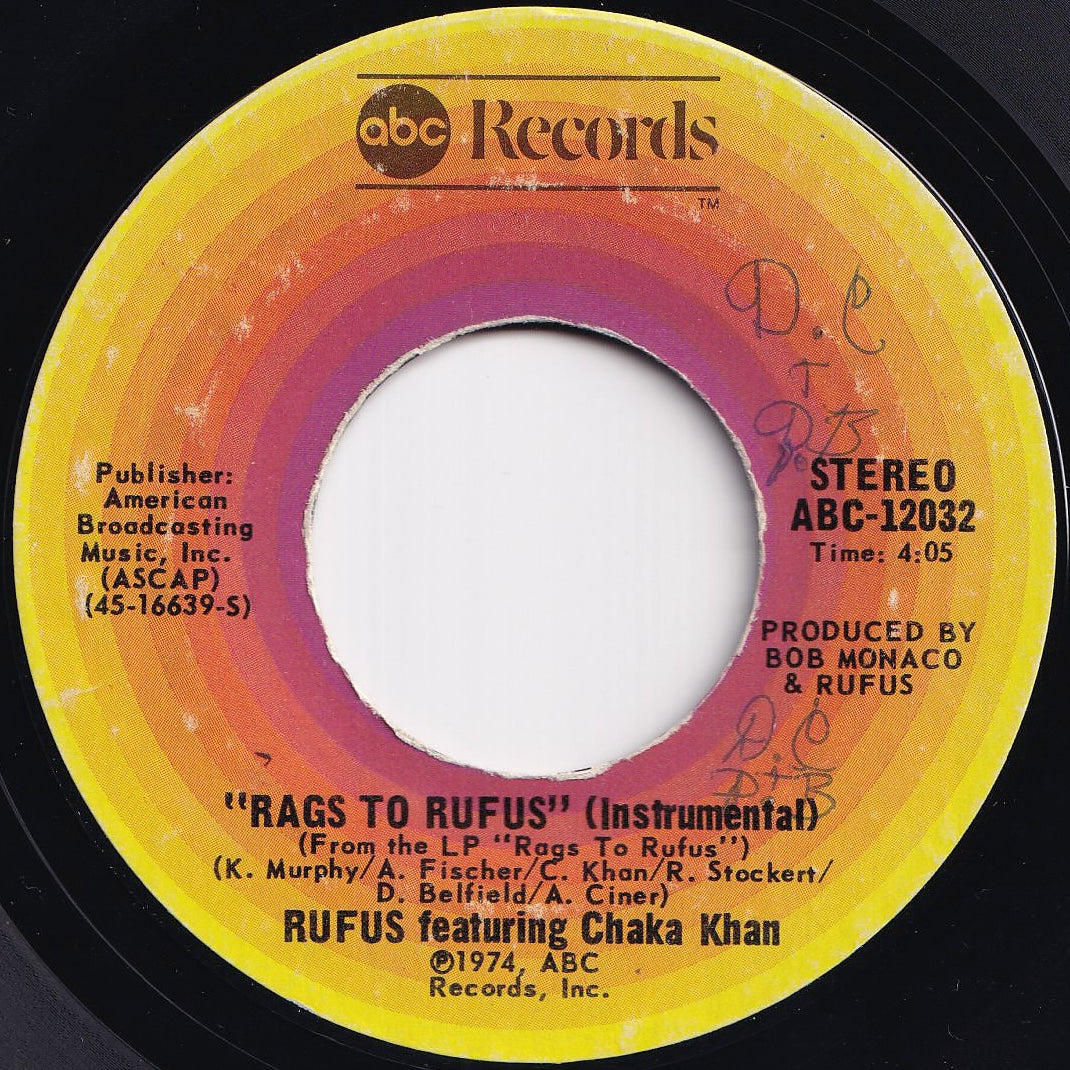 abc Records
TM
D.C
+
D.B
Publisher:
American
Broadcasting
Music, Inc.
(ASCAP)
(45-16639-S)
STEREO
ABC-12032
Time: 4:05
PRODUCED BY
BOB MONACO
& RUFUS
D.C
D+B
"RAGS TO RUFUS" (Instrumental)
(From the LP "Rags To Rufus")
(K. Murphy/A. Fischer/C. Khan/R. Stockert/
D. Belfield/A. Ciner)
RUFUS featuring Chaka Khan
℗1974, ABC
Records, Inc.